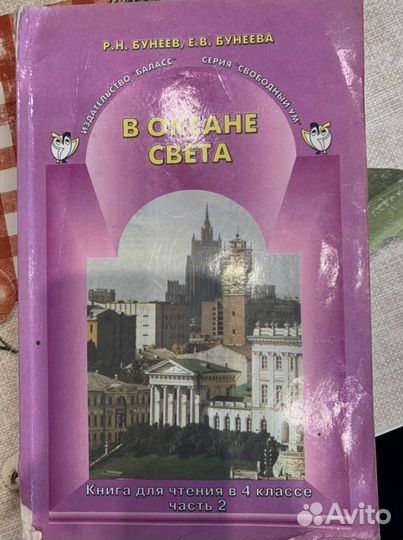 Р.Н. БУНЕЕВ, Е.В. БУНЕЕВА
ИЗДАТЕЛЬСТВО "БАЛАСС" СЕРИЯ "СВОБОДНЫЙ УМ"
В ОКЕАНЕ
СВЕТА
Книга для чтения в 4 классе
часть 2
Avito